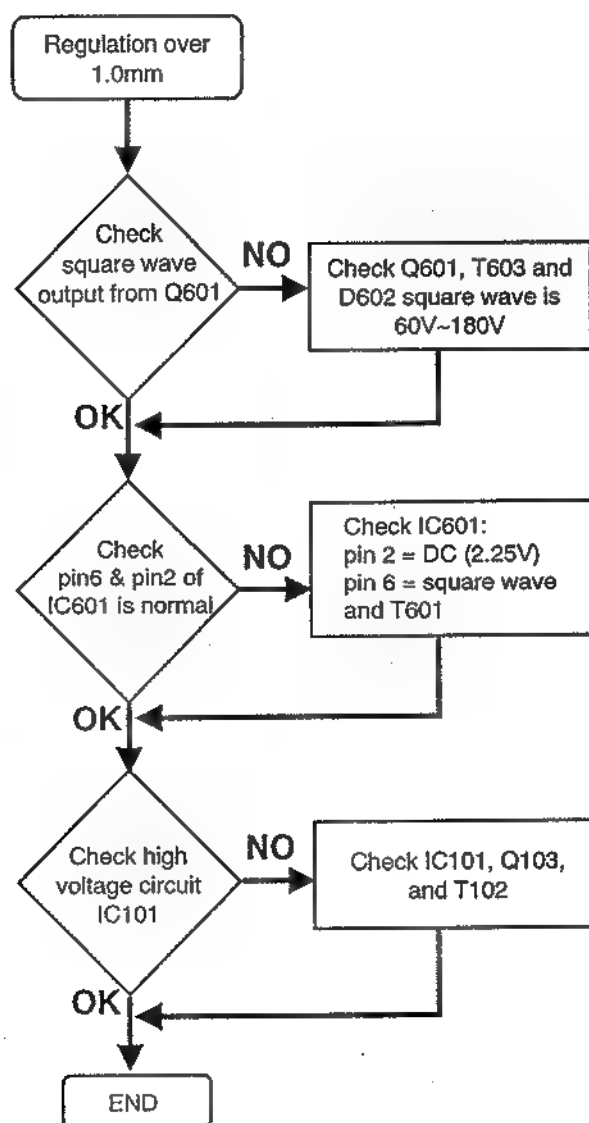 Regulation over
1.0mm
Check
square wave
output from Q601
NO
Check Q601, T603 and
D602 square wave is
60V~180V
OK
Check
pin6 & pin2 of
IC601 is normal
NO
Check IC601:
pin 2 = DC (2.25V)
pin 6 = square wave
and T601
OK
Check high
voltage circuit
IC101
NO
Check IC101, Q103,
and T102
OK
END